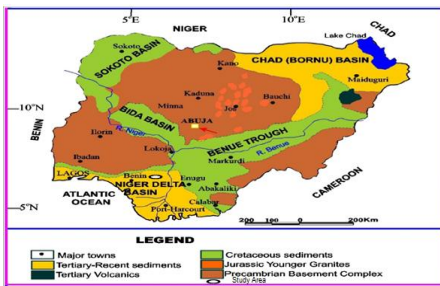 5°E
NIGER
10°E
Lake Chad
CHAD
Sokoto
SOKOTO BASIN
Kano
CHAD (BORNU) BASIN
Maiduguri
Kaduna
10°N
Minna
Jos
Bauchi
BIDA BASIN
ABUJA
BENIN
R. Niger
Ilorin
BENUE TROUGH
R. Benue
Lokoja
Ibadan
Markurdi
LAGOS
Benin
Enugu
CAMEROON
ATLANTIC
OCEAN
NIGER DELTA
BASIN
Abakaliki
Calabar
5°N
Port-Harcourt
200 100 0 200Km
LEGEND
Major towns
Cretaceous sediments
Tertiary-Recent sediments
Jurassic Younger Granites
Tertiary Volcanics
Precambrian Basement Complex
Study Area